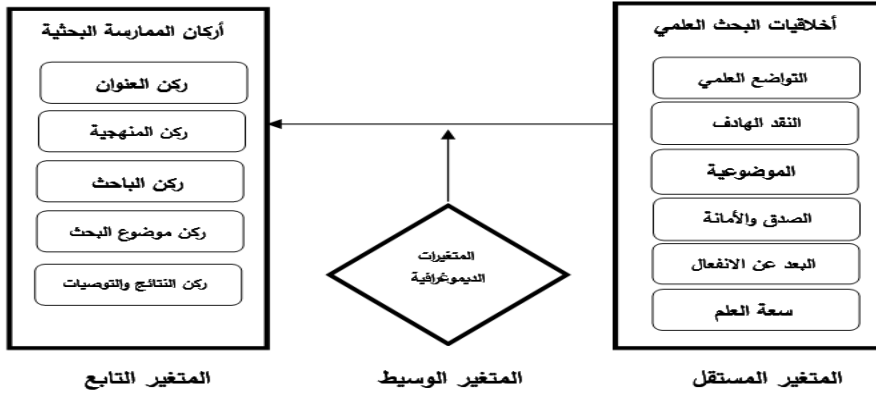 أخلاقيات البحث العلمي
التواضع العلمي
النقد الهادف
الموضوعية
الصدق والأمانة
البعد عن الانفعال
سعة العلم
المتغير المستقل
المتغيرات
الديموغرافية
المتغير الوسيط
أركان الممارسة البحثية
ركن العنوان
ركن المنهجية
ركن الباحث
ركن موضوع البحث
ركن النتائج والتوصيات
المتغير التابع